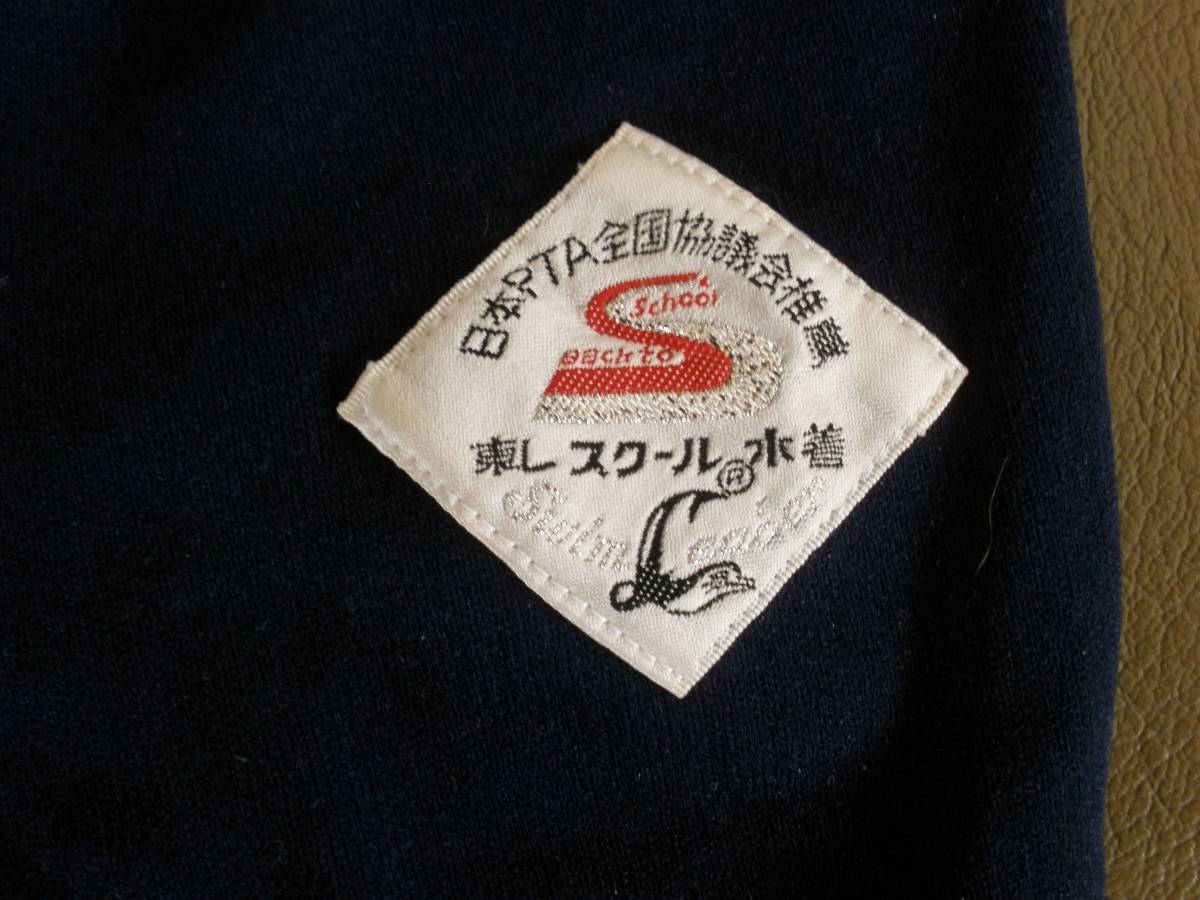 日本PTA全国協議会推薦
School
Back to
東レスクール水着
®
Swim Leader